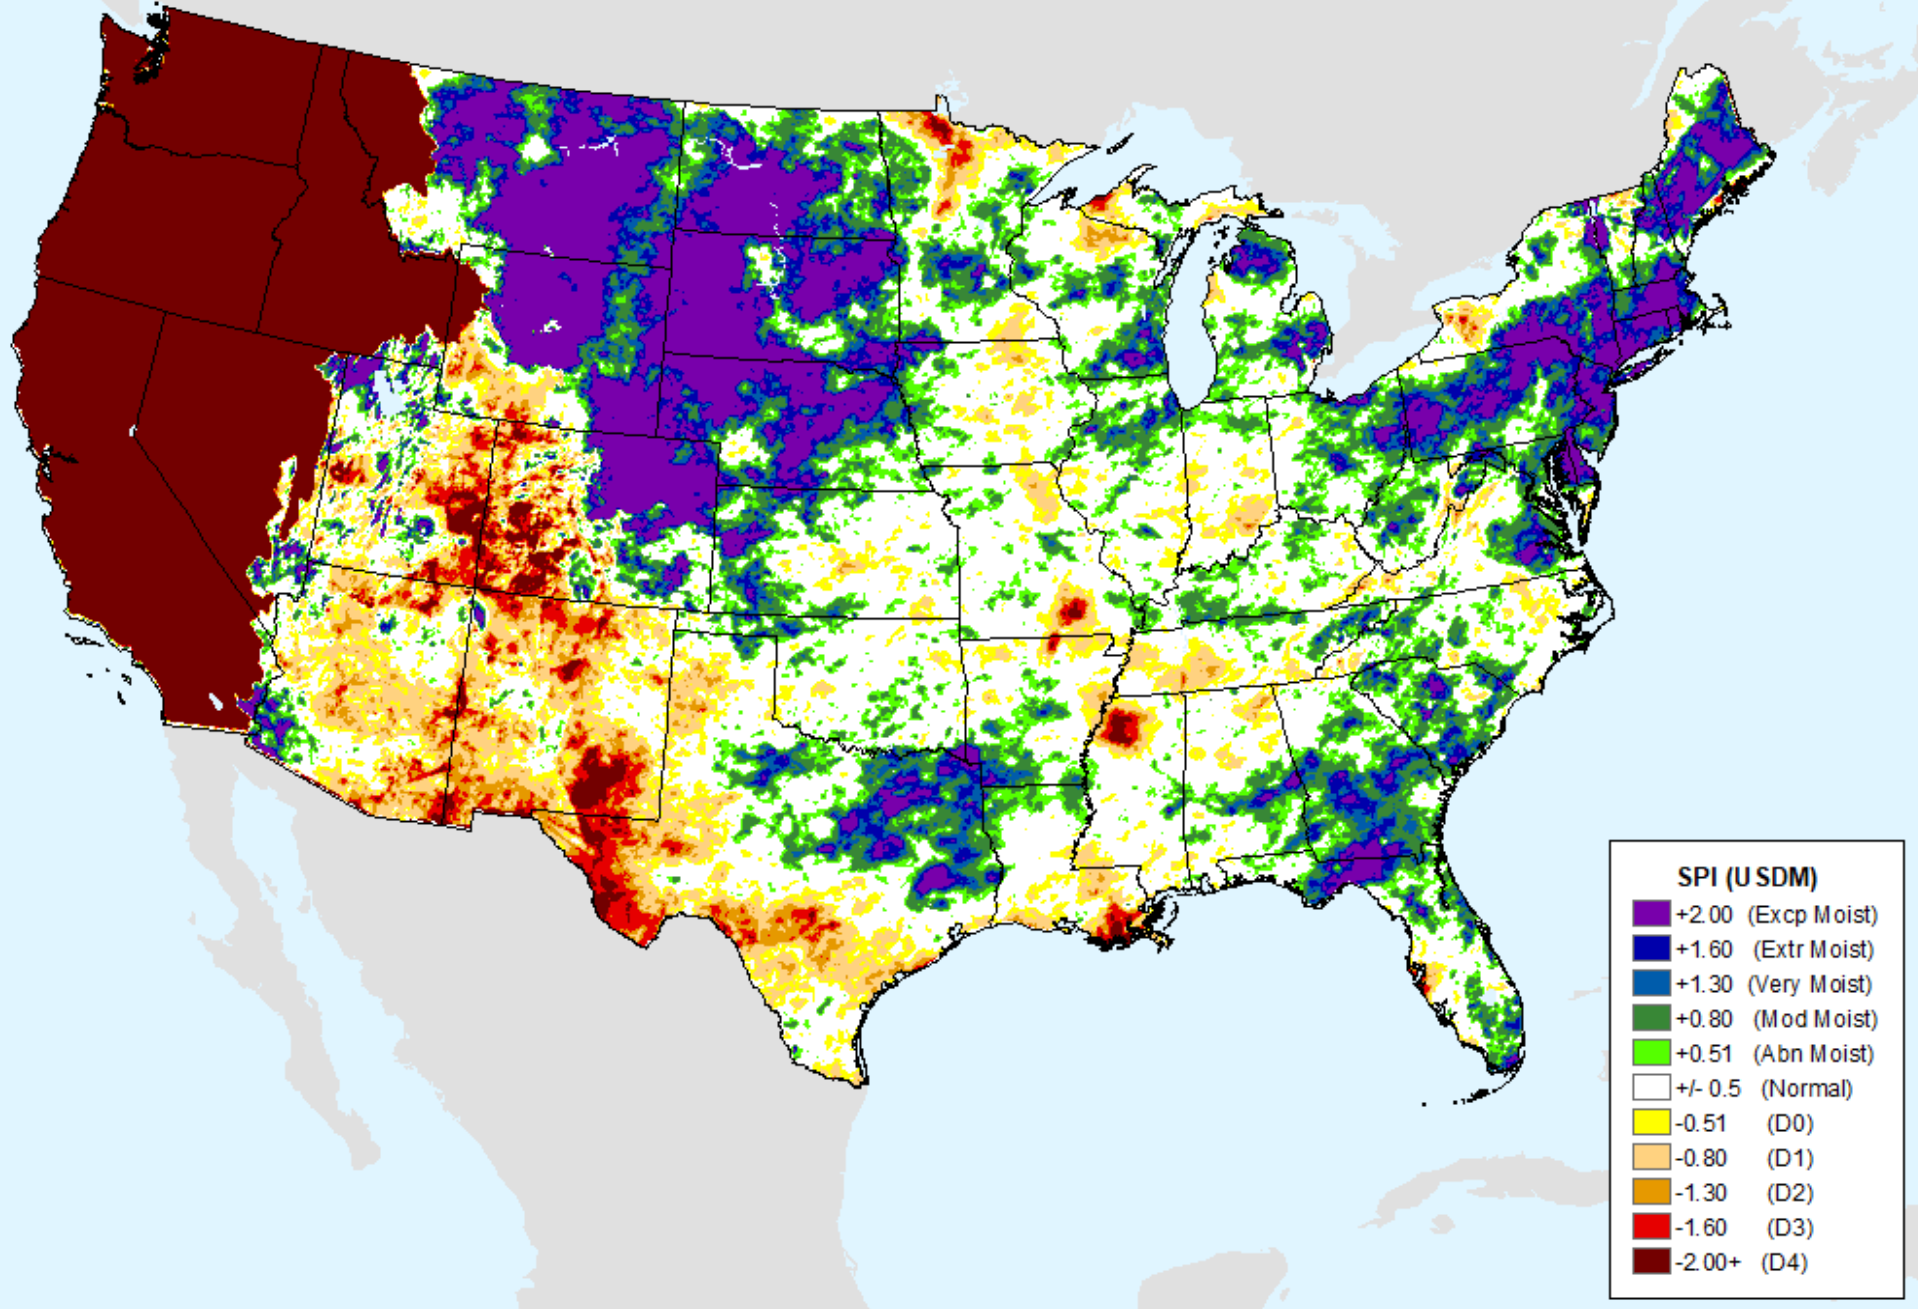 SPI (USDM)
+2.00 (Excp Moist)
+1.60 (Extr Moist)
+1.30 (Very Moist)
+0.80 (Mod Moist)
+0.51 (Abn Moist)
+/- 0.5 (Normal)
-0.51 (D0)
-0.80 (D1)
-1.30 (D2)
-1.60 (D3)
-2.00+ (D4)